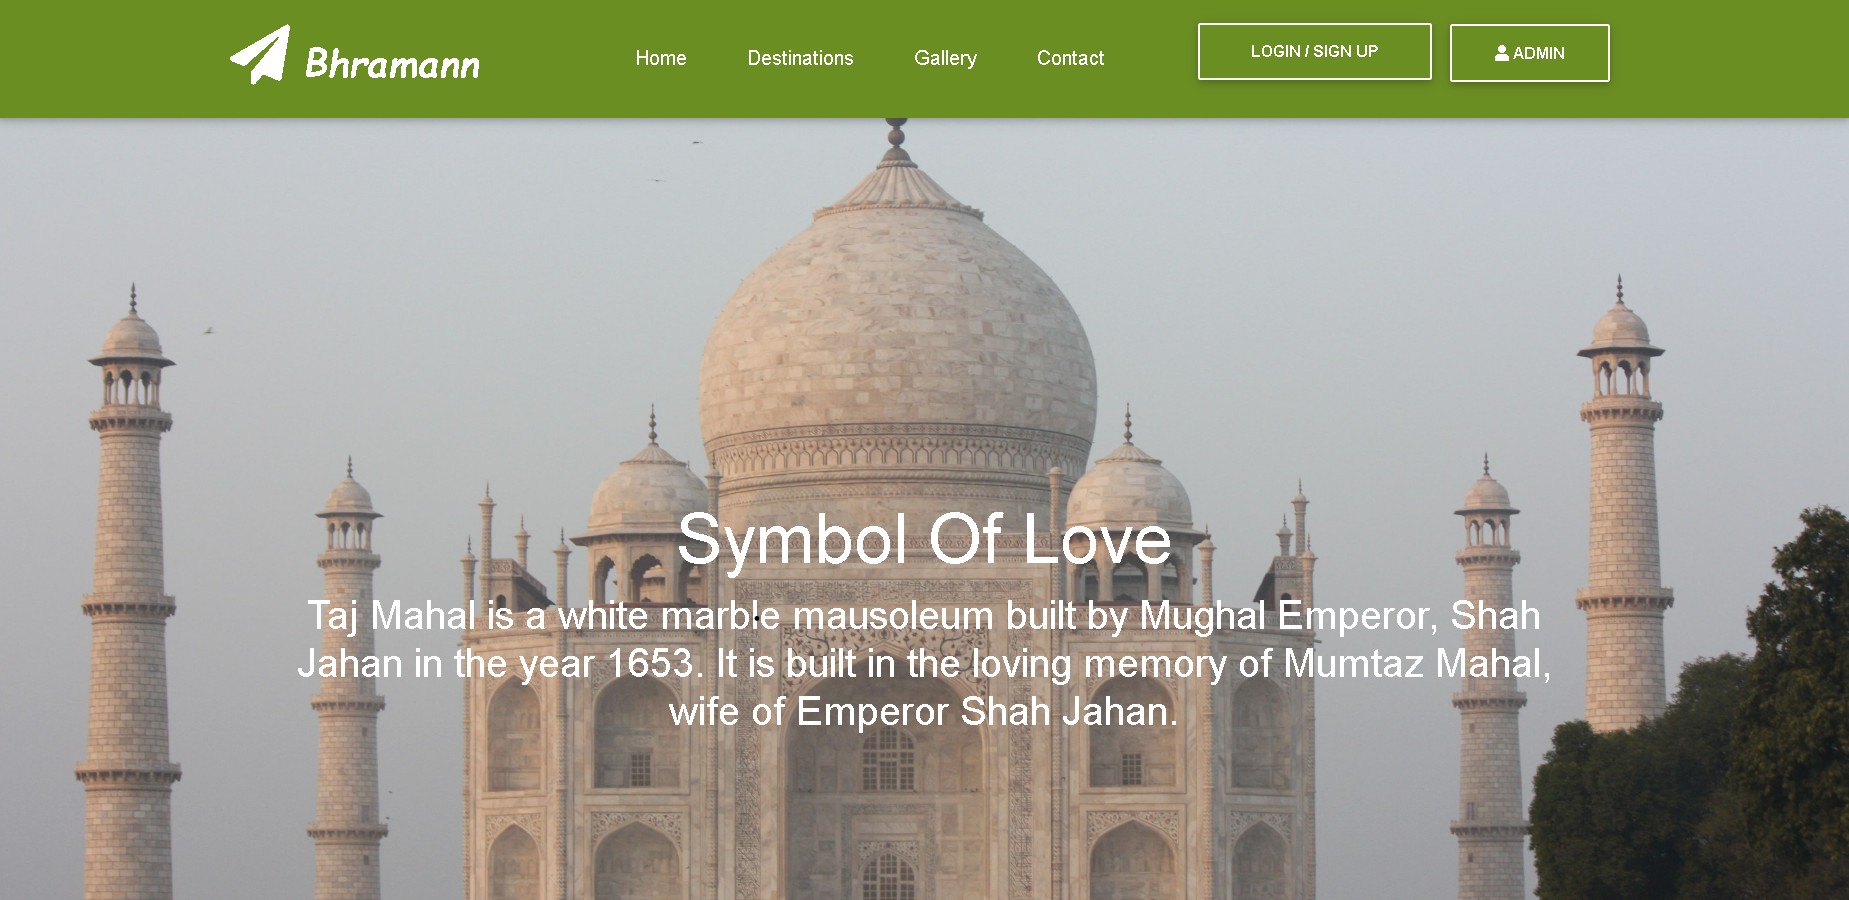 Bhramann
Home
Destinations
Gallery
Contact
LOGIN / SIGN UP
ADMIN
Symbol Of Love
Taj Mahal is a white marble mausoleum built by Mughal Emperor, Shah
Jahan in the year 1653. It is built in the loving memory of Mumtaz Mahal,
wife of Emperor Shah Jahan.